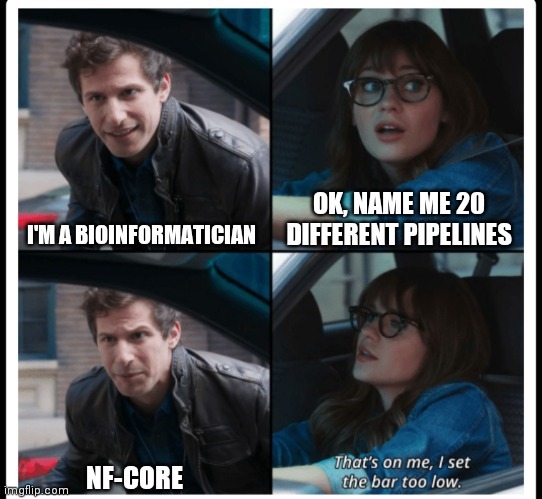 I'M A BIOINFORMATICIAN
OK, NAME ME 20
DIFFERENT PIPELINES
NF-CORE
That's on me, I set
the bar too low.
imgflip.com